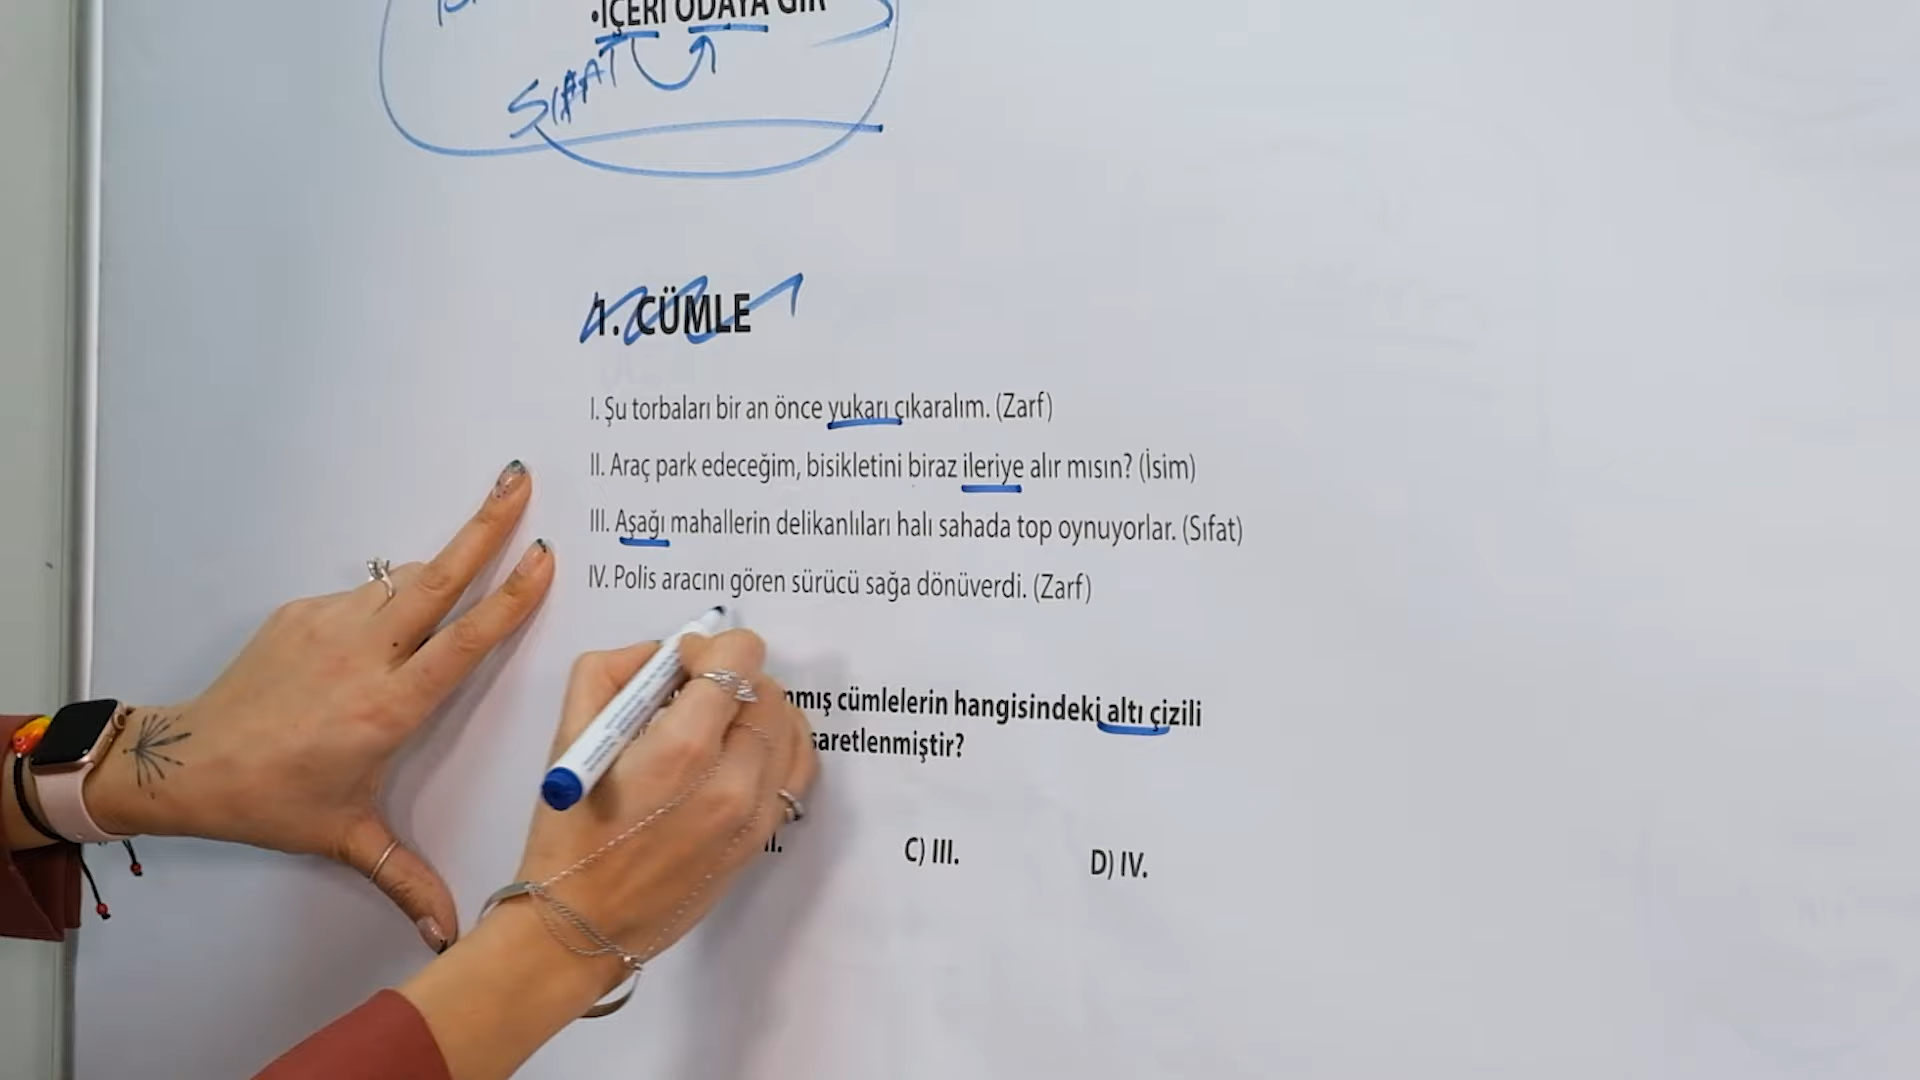 •İÇERİ ODAYA GİR
SIFAT
1. CÜMLE
I. Şu torbaları bir an önce yukarı çıkaralım. (Zarf)
II. Araç park edeceğim, bisikletini biraz ileriye alır mısın? (İsim)
III. Aşağı mahallerin delikanlıları halı sahada top oynuyorlar. (Sıfat)
IV. Polis aracını gören sürücü sağa dönüverdi. (Zarf)
cümlelerin hangisindeki altı çizili
saretlenmiştir?
C) III.
D) IV.